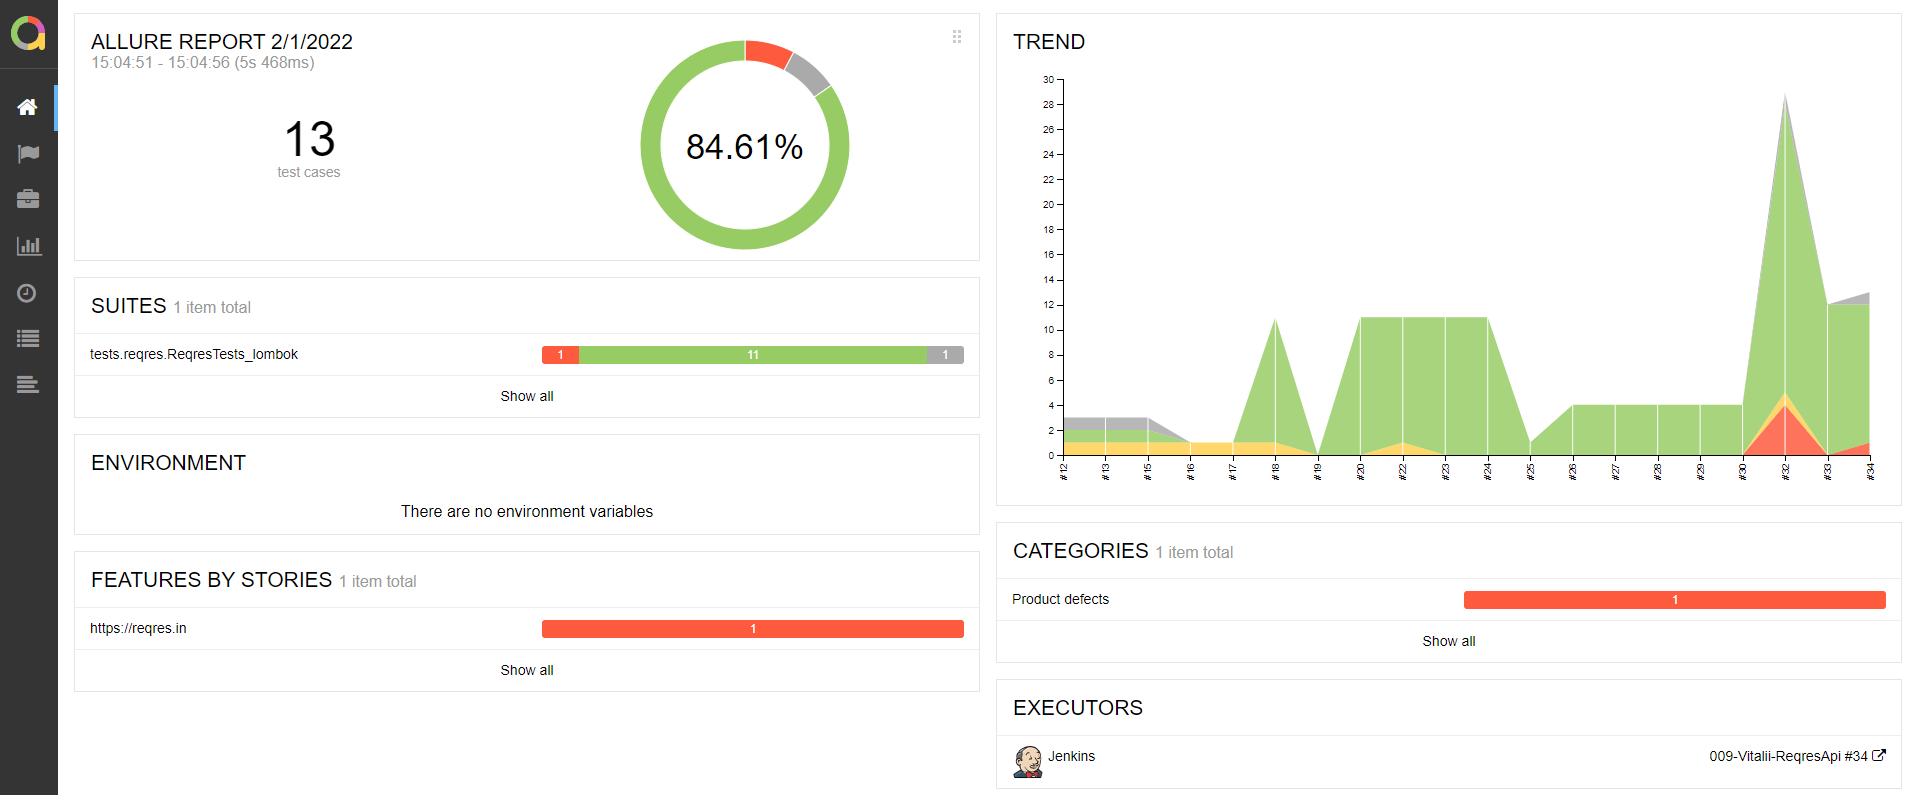 ALLURE REPORT 2/1/2022
15:04:51 - 15:04:56 (5s 468ms)
13
test cases
84.61%
SUITES 1 item total
tests.reqres.ReqresTests_lombok
1 11 1
Show all
ENVIRONMENT
There are no environment variables
FEATURES BY STORIES 1 item total
https://reqres.in
1
Show all
TREND
30
28
26
24
22
20
18
16
14
12
10
8
6
4
2
0
#12 #13 #15 #16 #17 #18 #19 #20 #22 #23 #24 #25 #26 #27 #28 #29 #30 #32 #33 #34
CATEGORIES 1 item total
Product defects
1
Show all
EXECUTORS
Jenkins
009-Vitalii-ReqresApi #34